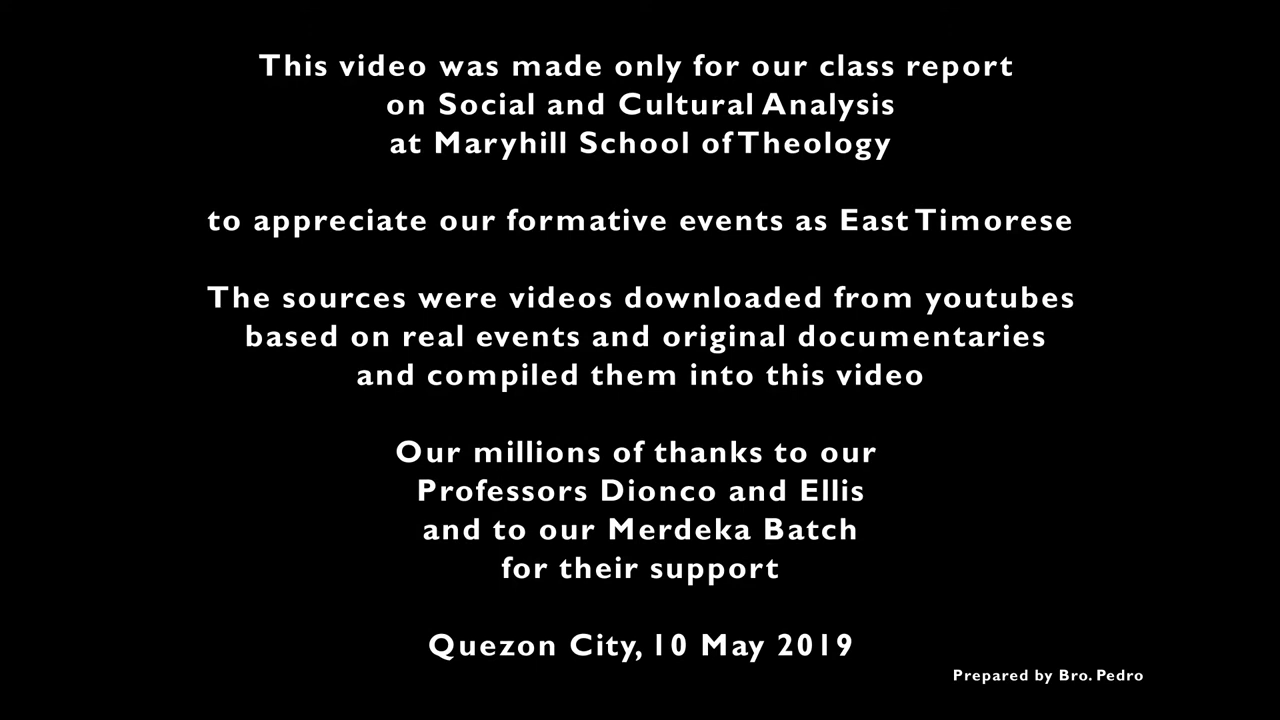 This video was made only for our class report
on Social and Cultural Analysis
at Maryhill School of Theology
to appreciate our formative events as East Timorese
The sources were videos downloaded from youtubes
based on real events and original documentaries
and compiled them into this video
Our millions of thanks to our
Professors Dionco and Ellis
and to our Merdeka Batch
for their support
Quezon City, 10 May 2019
Prepared by Bro. Pedro